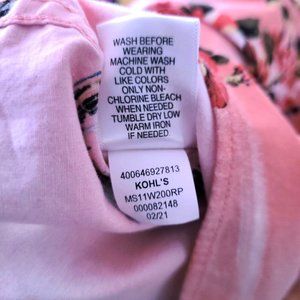 WASH BEFORE
WEARING
MACHINE WASH
COLD WITH
LIKE COLORS
ONLY NON-
CHLORINE BLEACH
WHEN NEEDED
TUMBLE DRY LOW
WARM IRON
IF NEEDED
400646927813
KOHL'S
MS11W200RP
000082148
02/21